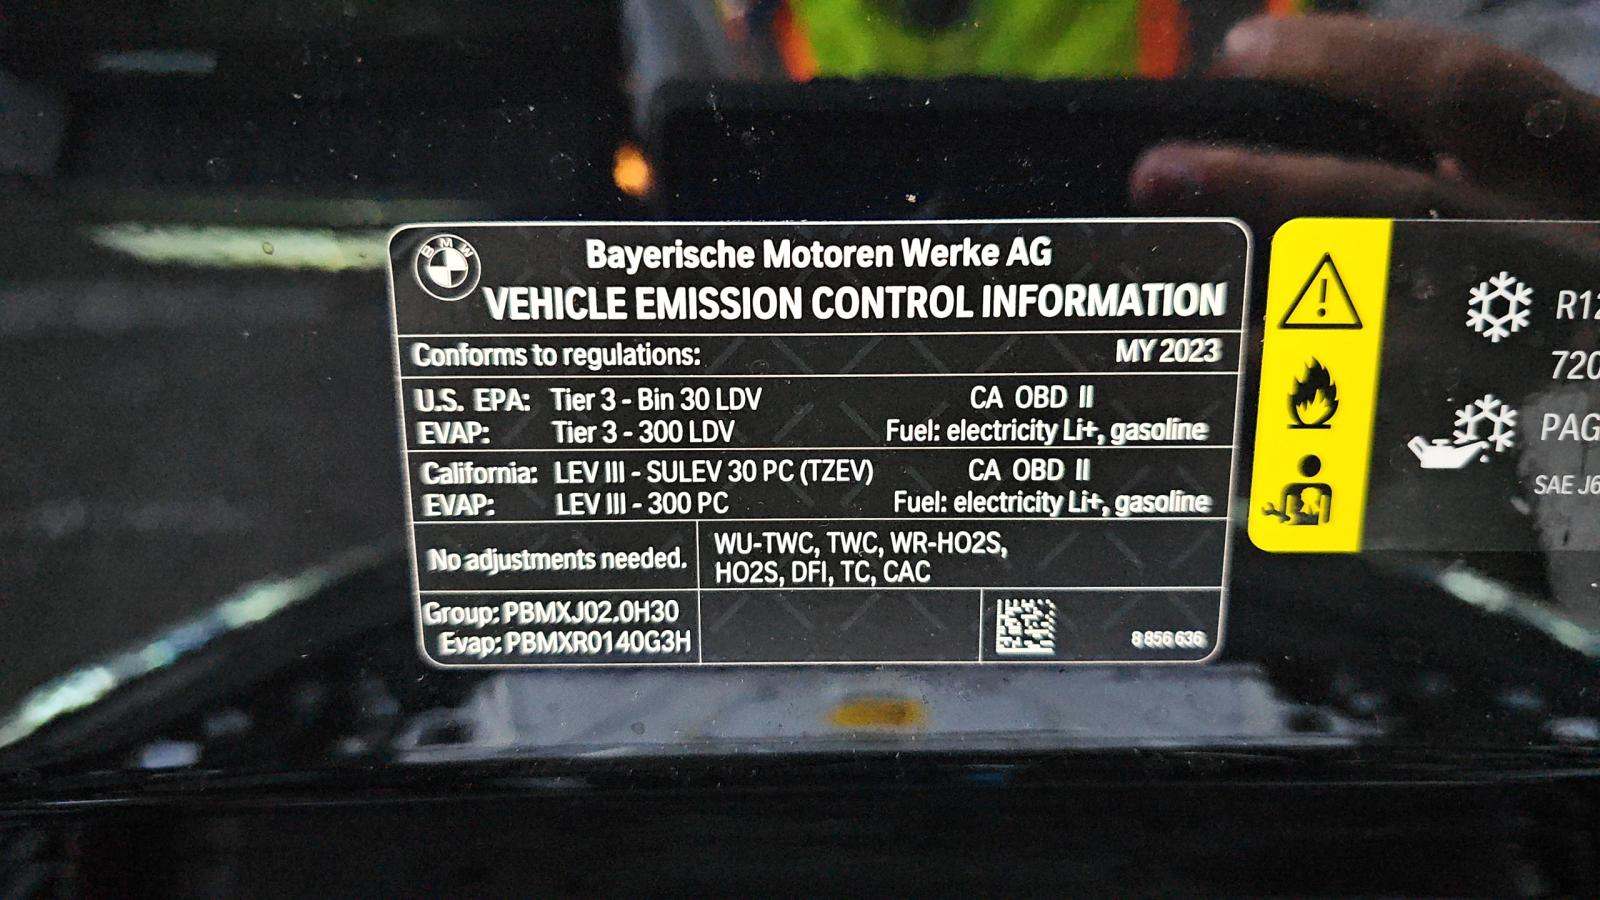 BMW
Bayerische Motoren Werke AG
VEHICLE EMISSION CONTROL INFORMATION
Conforms to regulations: MY 2023
U.S. EPA: Tier 3 - Bin 30 LDV CA OBD II
EVAP: Tier 3 - 300 LDV Fuel: electricity Li+, gasoline
California: LEV III - SULEV 30 PC (TZEV) CA OBD II
EVAP: LEV III - 300 PC Fuel: electricity Li+, gasoline
No adjustments needed.
WU-TWC, TWC, WR-HO2S,
HO2S, DFI, TC, CAC
Group: PBMXJ02.0H30
Evap: PBMXR0140G3H
8 856 636
R12
720
PAG
SAE J6